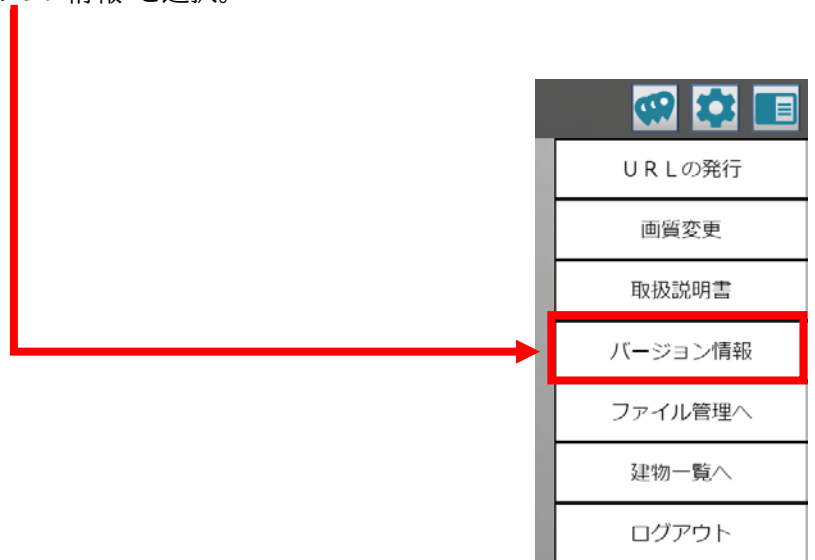 情報"を選択。
URLの発行
画質変更
取扱説明書
バージョン情報
ファイル管理へ
建物一覧へ
ログアウト